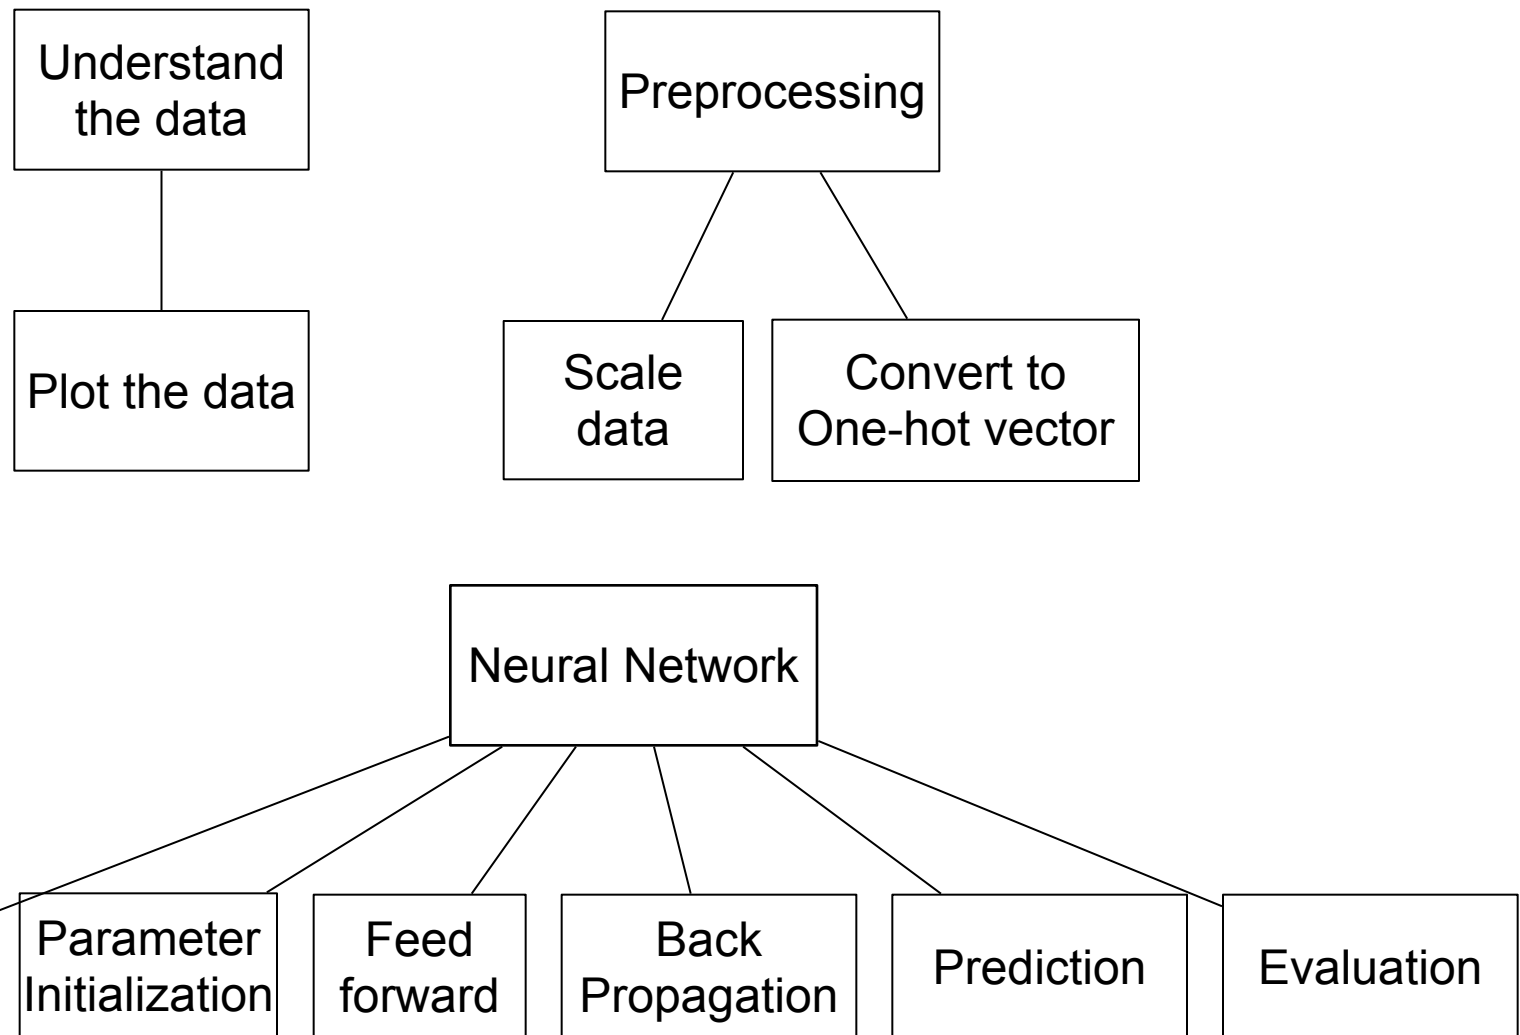 Understand
the data
Preprocessing
Plot the data
Scale
data
Convert to
One-hot vector
Neural Network
Parameter
Initialization
Feed
forward
Back
Propagation
Prediction
Evaluation